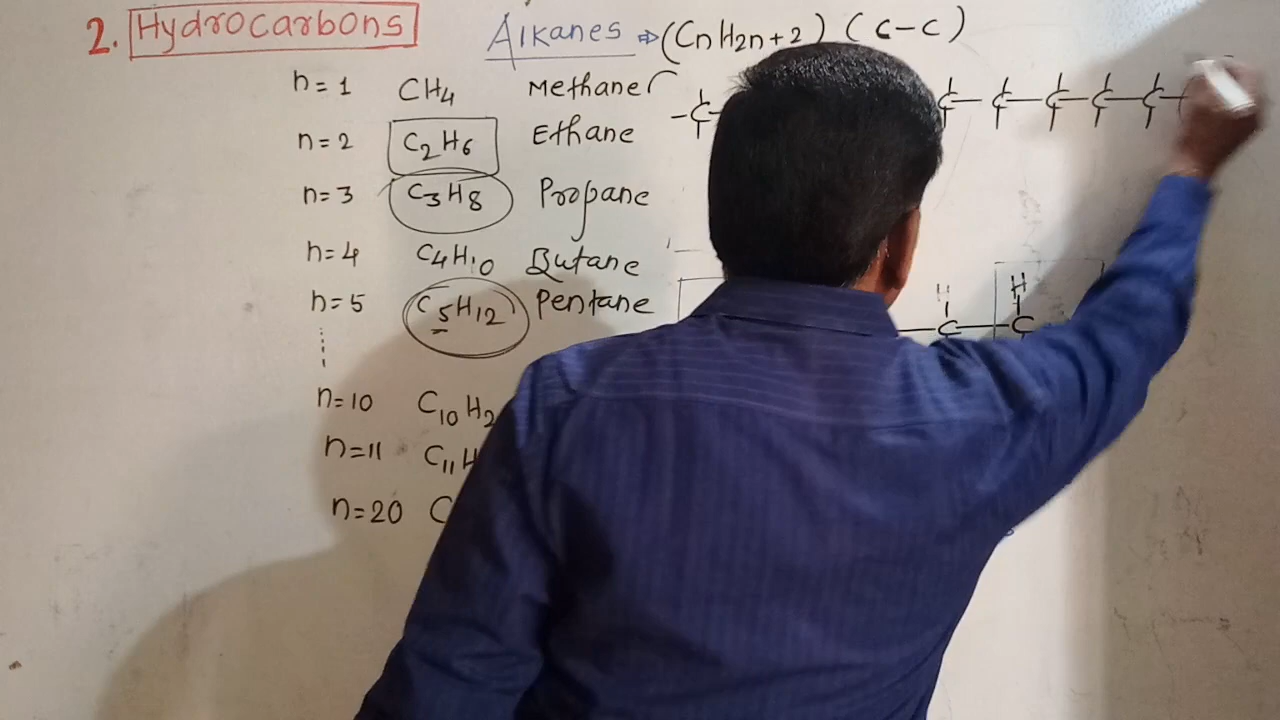 2. Hydrocarbons Alkanes ⇒ (CnH2n+2) (C-C)
n=1 CH4 Methane
n=2 C2H6 Ethane
n=3 C3H8 Propane
n=4 C4H10 Butane
n=5 C5H12 Pentane
n=10 C10H2
n=11 C11H
n=20 C
-C- C-C-C-C-C-
H H
C-C